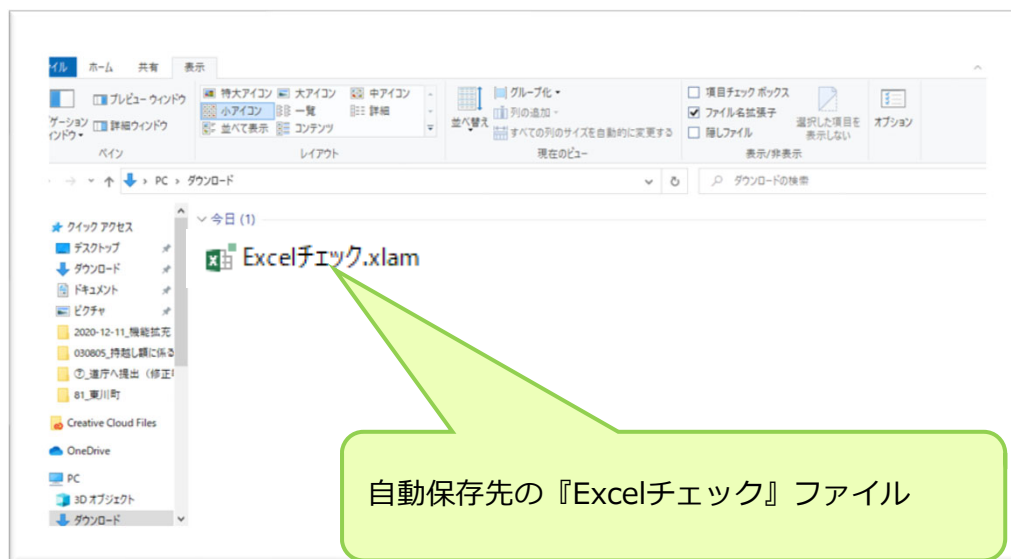 イル ホーム 共有 表示
プレビュー ウィンドウ
ゲーション
ィンドウ▾
詳細ウィンドウ
ペイン
特大アイコン 大アイコン 中アイコン
小アイコン 一覧 詳細
並べて表示 コンテンツ
レイアウト
並べ替え
グループ化▾
列の追加▾
すべての列のサイズを自動的に変更する
現在のビュー
項目チェック ボックス
ファイル名拡張子
隠しファイル
選択した項目を
表示しない
表示/非表示
オプション
PC › ダウンロード
ダウンロードの検索
クイック アクセス
デスクトップ
ダウンロード
ドキュメント
ピクチャ
2020-12-11_機能拡充
030805_持越し額に係る
⑦_道庁へ提出（修正
81_東川町
Creative Cloud Files
OneDrive
PC
3D オブジェクト
ダウンロード
今日 (1)
Excelチェック.xlam
自動保存先の『Excelチェック』ファイル